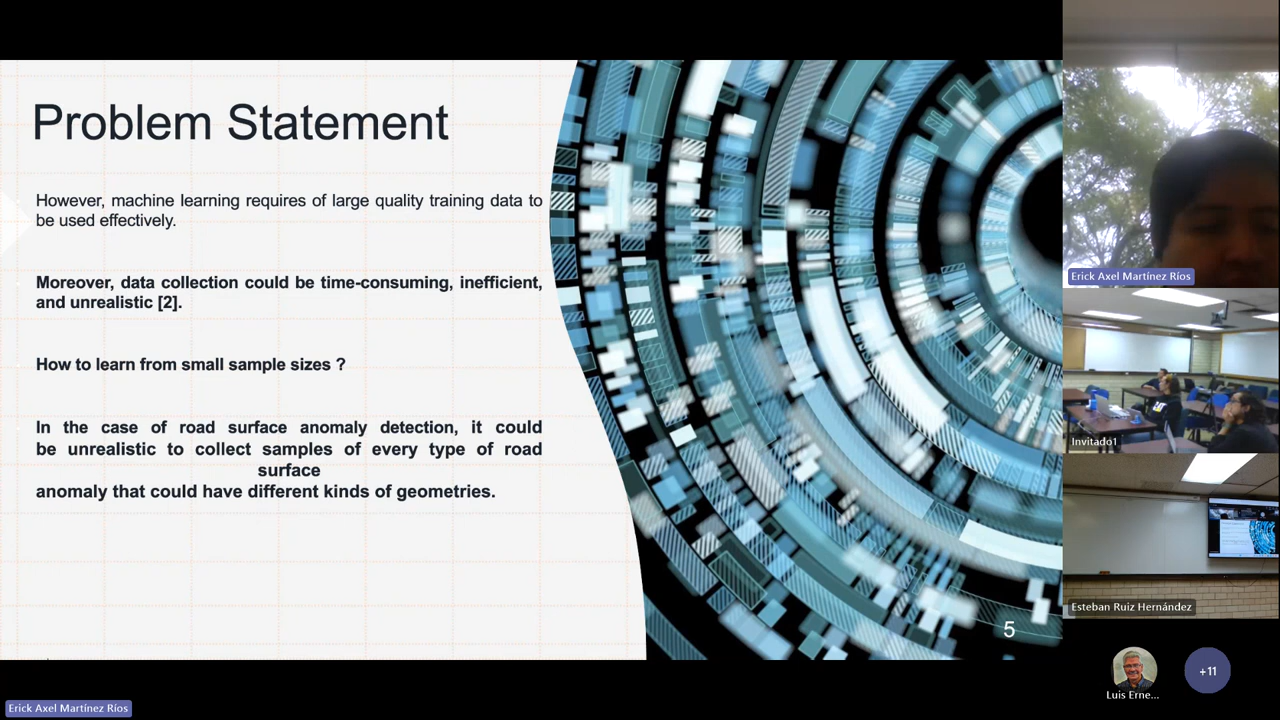 Problem Statement
However, machine learning requires of large quality training data to
be used effectively.
Moreover, data collection could be time-consuming, inefficient,
and unrealistic [2].
How to learn from small sample sizes ?
In the case of road surface anomaly detection, it could
be unrealistic to collect samples of every type of road
surface
anomaly that could have different kinds of geometries.
5
Erick Axel Martínez Ríos
Invitado1
Esteban Ruiz Hernández
Luis Erne...
+11
Erick Axel Martínez Ríos